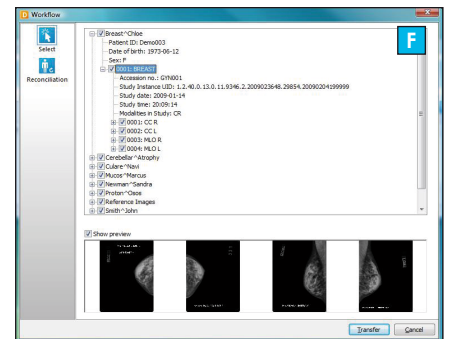 Workflow
F
Select
Reconciliation
Breast^Chloe
Patient ID: Demo003
Date of birth: 1973-06-12
Sex: F
0001: BREAST
Accession no.: GYN001
Study Instance UID: 1.2.40.0.13.0.11.9346.2.2009023648.29854.20090204199999
Study date: 2009-01-14
Study time: 20:09:14
Modalities in Study: CR
0001: CC R
0002: CC L
0003: MLO R
0004: MLO L
Cerebellar^Atrophy
Culare^Navi
Mucos^Marcus
Newman^Sandra
Proton^Osos
Reference Images
Smith^John
Show preview
Transfer
Cancel